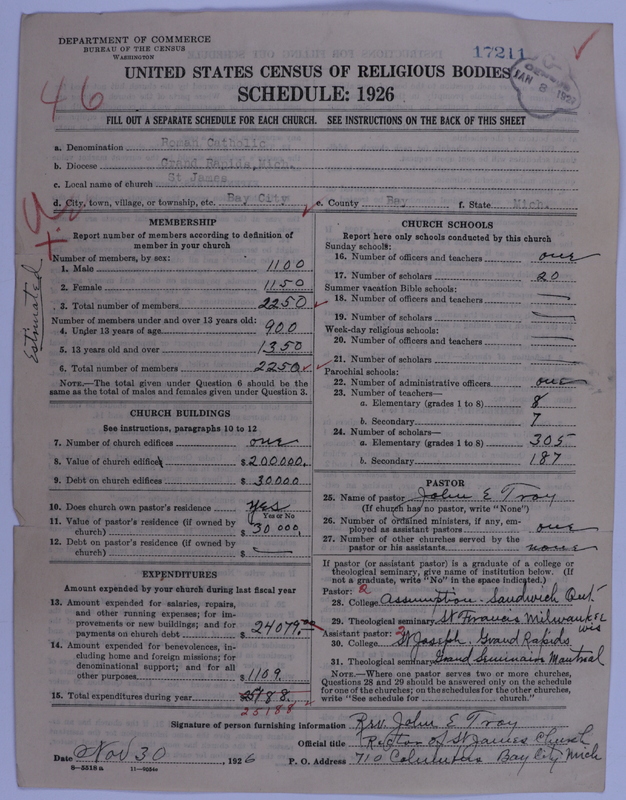 DEPARTMENT OF COMMERCE
BUREAU OF THE CENSUS
WASHINGTON
17211
JAN 8
46
UNITED STATES CENSUS OF RELIGIOUS BODIES
SCHEDULE: 1926
FILL OUT A SEPARATE SCHEDULE FOR EACH CHURCH. SEE INSTRUCTIONS ON THE BACK OF THIS SHEET
a. Denomination Roman Catholic
b. Diocese Grand Rapids, Mich.
c. Local name of church St James
d. City, town, village, or township, etc. Bay City e. County Bay f. State Mich.
Estimated
MEMBERSHIP
Report number of members according to definition of
member in your church
Number of members, by sex:
1. Male 1100
2. Female 1150
3. Total number of members 2250
Number of members under and over 13 years old:
4. Under 13 years of age 900
5. 13 years old and over 1350
6. Total number of members 2250
NOTE.—The total given under Question 6 should be the
same as the total of males and females given under Question 3.
CHURCH BUILDINGS
See instructions, paragraphs 10 to 12
7. Number of church edifices one
8. Value of church edifices $200000.
9. Debt on church edifices $30000
10. Does church own pastor's residence yes
Yes or No
11. Value of pastor's residence (if owned by
church) $30000.
12. Debt on pastor's residence (if owned by
church) $ —
EXPENDITURES
Amount expended by your church during last fiscal year
13. Amount expended for salaries, repairs,
and other running expenses; for im-
provements or new buildings; and for
payments on church debt $24079.00
14. Amount expended for benevolences, in-
cluding home and foreign missions; for
denominational support; and for all
other purposes $1109.
15. Total expenditures during year
25188
CHURCH SCHOOLS
Report here only schools conducted by this church
Sunday schools:
16. Number of officers and teachers one
17. Number of scholars 20
Summer vacation Bible schools:
18. Number of officers and teachers —
19. Number of scholars —
Week-day religious schools:
20. Number of officers and teachers —
21. Number of scholars —
Parochial schools:
22. Number of administrative officers one
23. Number of teachers—
a. Elementary (grades 1 to 8) 8
b. Secondary 7
24. Number of scholars—
a. Elementary (grades 1 to 8) 305
b. Secondary 187
PASTOR
25. Name of pastor John E Troy
(If church has no pastor, write "None")
26. Number of ordained ministers, if any, em-
ployed as assistant pastors one
27. Number of other churches served by the
pastor or his assistants none
If pastor (or assistant pastor) is a graduate of a college or
theological seminary, give name of institution below. (If
not a graduate, write "No" in the space indicated.)
Pastor: 2
28. College Assumption - Sandwich Ont.
29. Theological seminary St Francis Milwaukee
Wis
Assistant pastor: 2
30. College St Joseph Grand Rapids
31. Theological seminary Grand Seminaire Montreal
NOTE.—Where one pastor serves two or more churches,
Questions 28 and 29 should be answered only on the schedule
for one of the churches; on the schedules for the other churches,
write "See schedule for church."
Signature of person furnishing information Rev. John E Troy
Official title Rector of St James Church
Date Nov 30, 1926 P. O. Address 710 Columbus Bay City Mich
8-5518 a 11-9054a